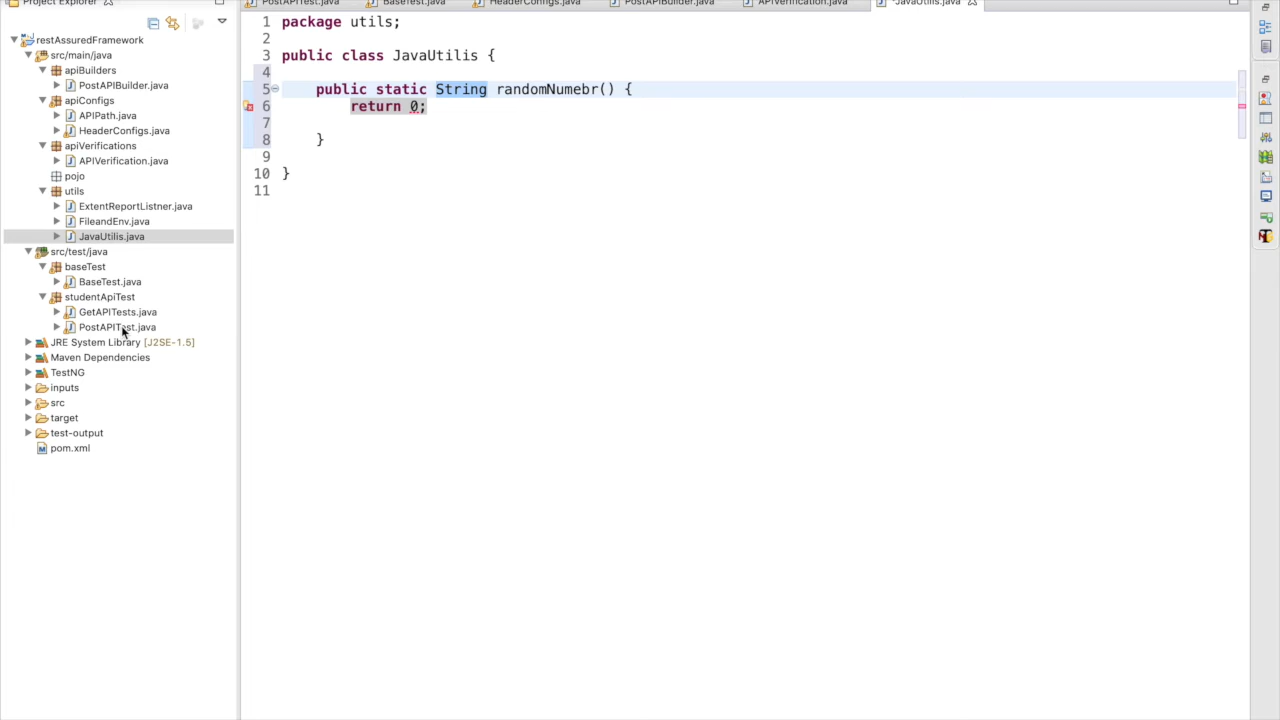 Project Explorer
PostAPITest.java
BaseTest.java
HeaderConfigs.java
PostAPIBuilder.java
APIVerification.java
*JavaUtilis.java
restAssuredFramework
src/main/java
apiBuilders
PostAPIBuilder.java
apiConfigs
APIPath.java
HeaderConfigs.java
apiVerifications
APIVerification.java
pojo
utils
ExtentReportListner.java
FileandEnv.java
JavaUtilis.java
src/test/java
baseTest
BaseTest.java
studentApiTest
GetAPITests.java
PostAPITest.java
JRE System Library [J2SE-1.5]
Maven Dependencies
TestNG
inputs
src
target
test-output
pom.xml
1 package utils;
2
3 public class JavaUtilis {
4
5 public static String randomNumebr() {
6 return 0;
7
8 }
9
10 }
11